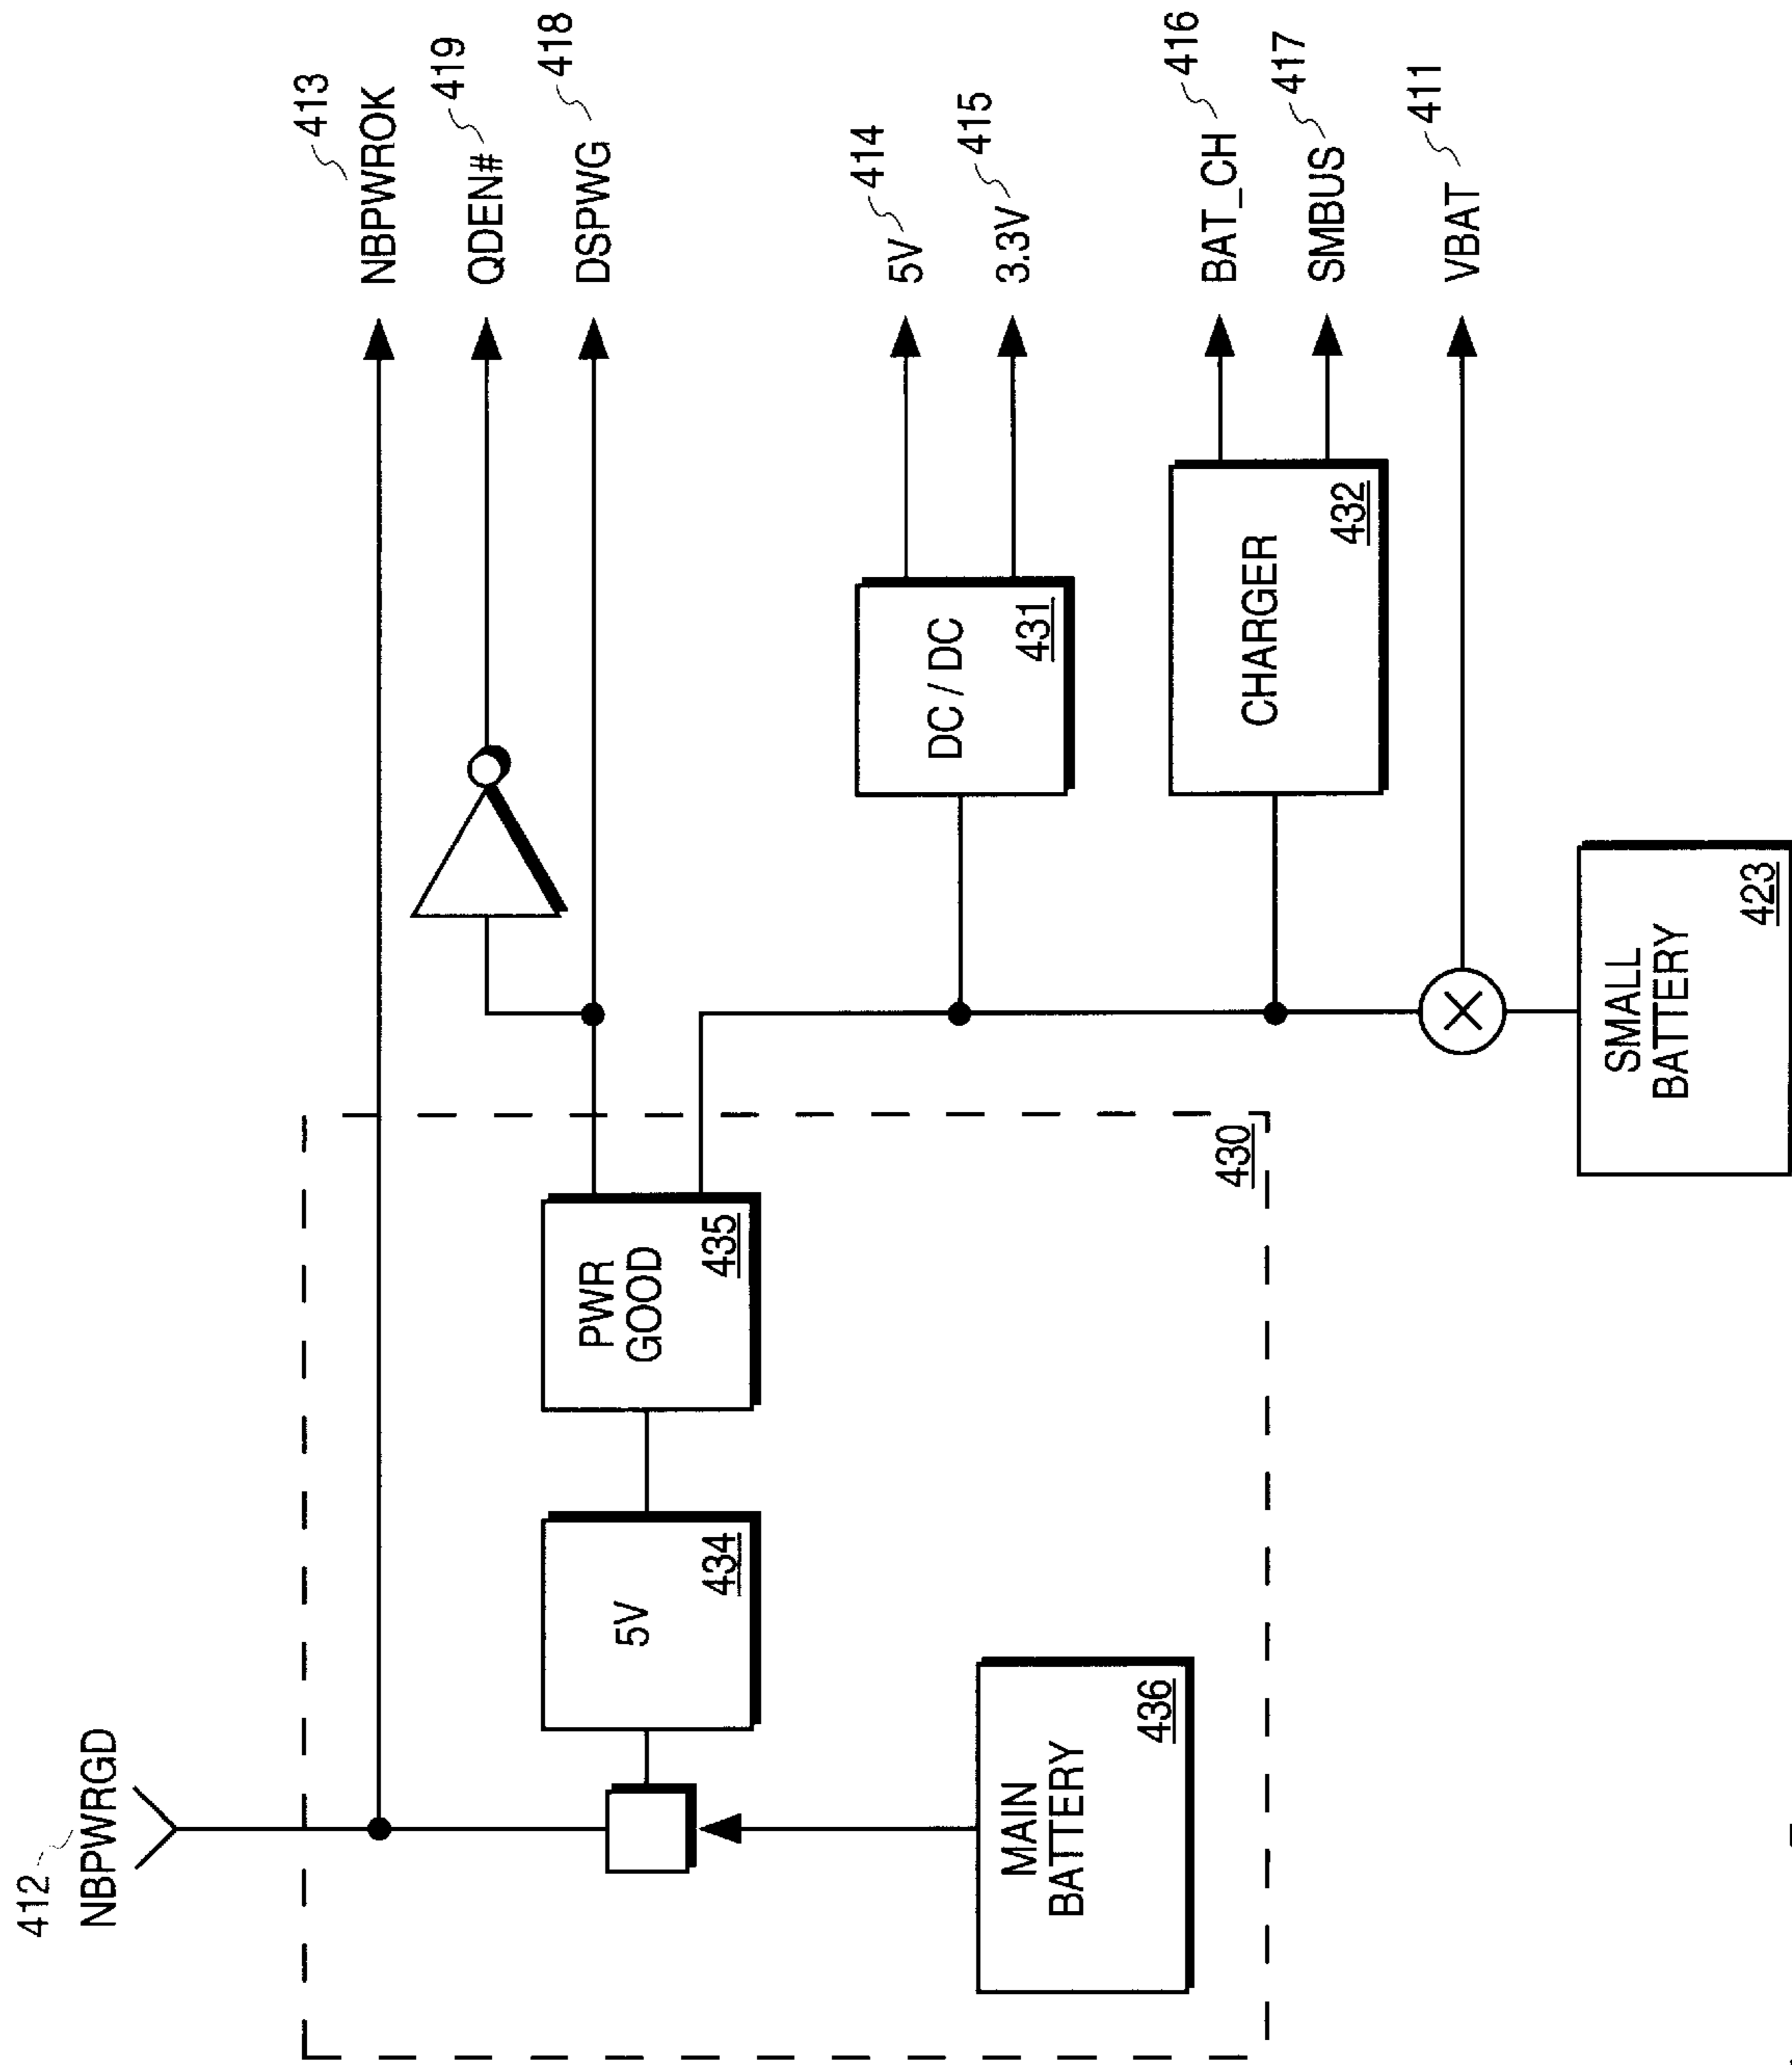 412
NBPWRGD
413
NBPWROK
419
QDEN#
418
DSPWG
5V
434
PWR
GOOD
435
MAIN
BATTERY
436
430
DC / DC
431
5V
414
3.3V
415
CHARGER
432
BAT_CH
416
SMBUS
417
VBAT
411
SMALL
BATTERY
423